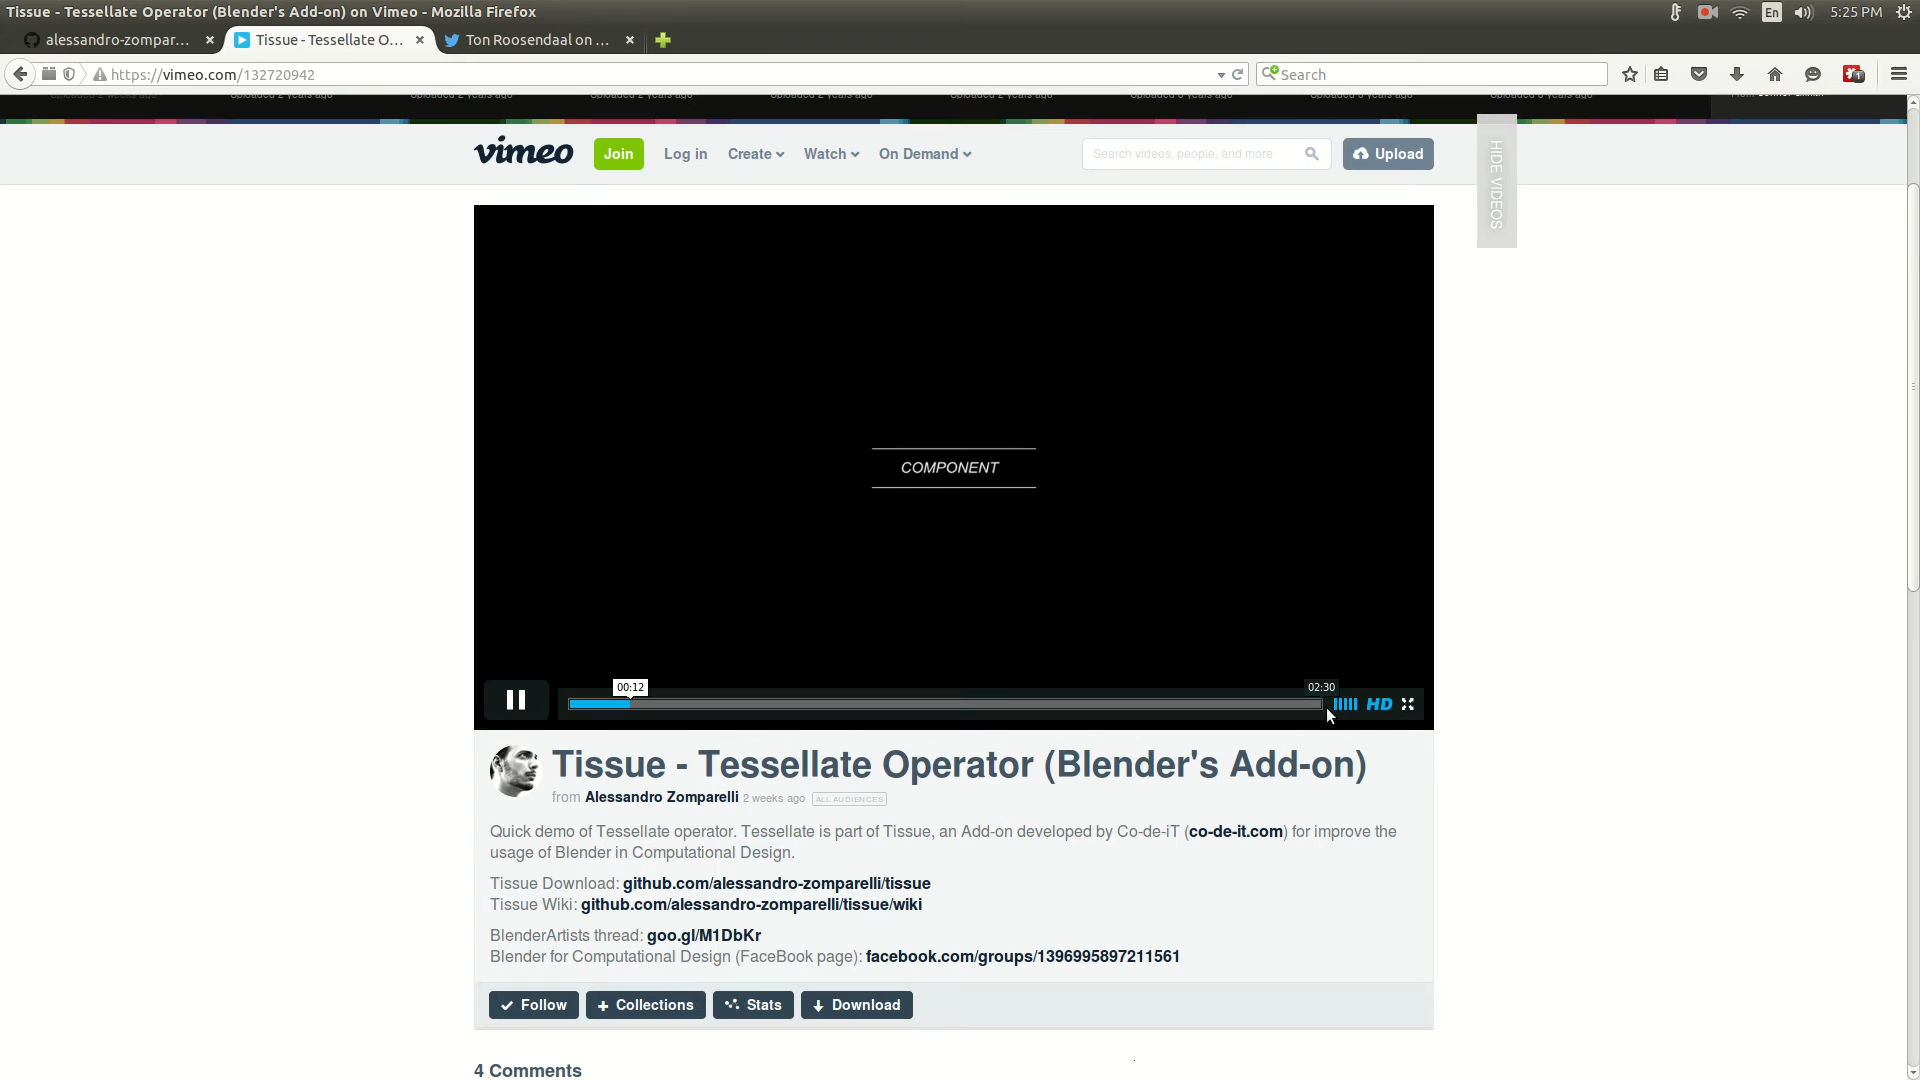 Tissue - Tessellate Operator (Blender's Add-on) on Vimeo - Mozilla Firefox
En
5:25 PM
alessandro-zompar...
Tissue - Tessellate O...
Ton Roosendaal on ...
https://vimeo.com/132720942
Search
1
vimeo
Join
Log in
Create
Watch
On Demand
Search videos, people, and more
Upload
HIDE VIDEOS
COMPONENT
00:12
02:30
HD
Tissue - Tessellate Operator (Blender's Add-on)
from Alessandro Zomparelli 2 weeks ago ALL AUDIENCES
Quick demo of Tessellate operator. Tessellate is part of Tissue, an Add-on developed by Co-de-iT (co-de-it.com) for improve the
usage of Blender in Computational Design.
Tissue Download: github.com/alessandro-zomparelli/tissue
Tissue Wiki: github.com/alessandro-zomparelli/tissue/wiki
BlenderArtists thread: goo.gl/M1DbKr
Blender for Computational Design (FaceBook page): facebook.com/groups/1396995897211561
Follow
Collections
Stats
Download
4 Comments